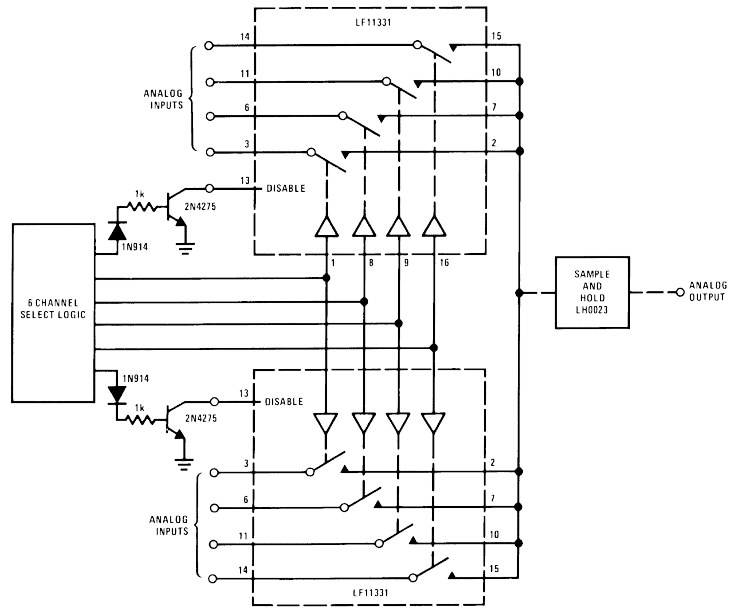 LF11331
14
15
11
10
ANALOG
INPUTS
6
7
3
2
13
DISABLE
1k
2N4275
1N914
1
8
9
16
6 CHANNEL
SELECT LOGIC
SAMPLE
AND
HOLD
LH0023
ANALOG
OUTPUT
1N914
13
DISABLE
1k
2N4275
3
2
6
7
ANALOG
INPUTS
11
10
14
15
LF11331